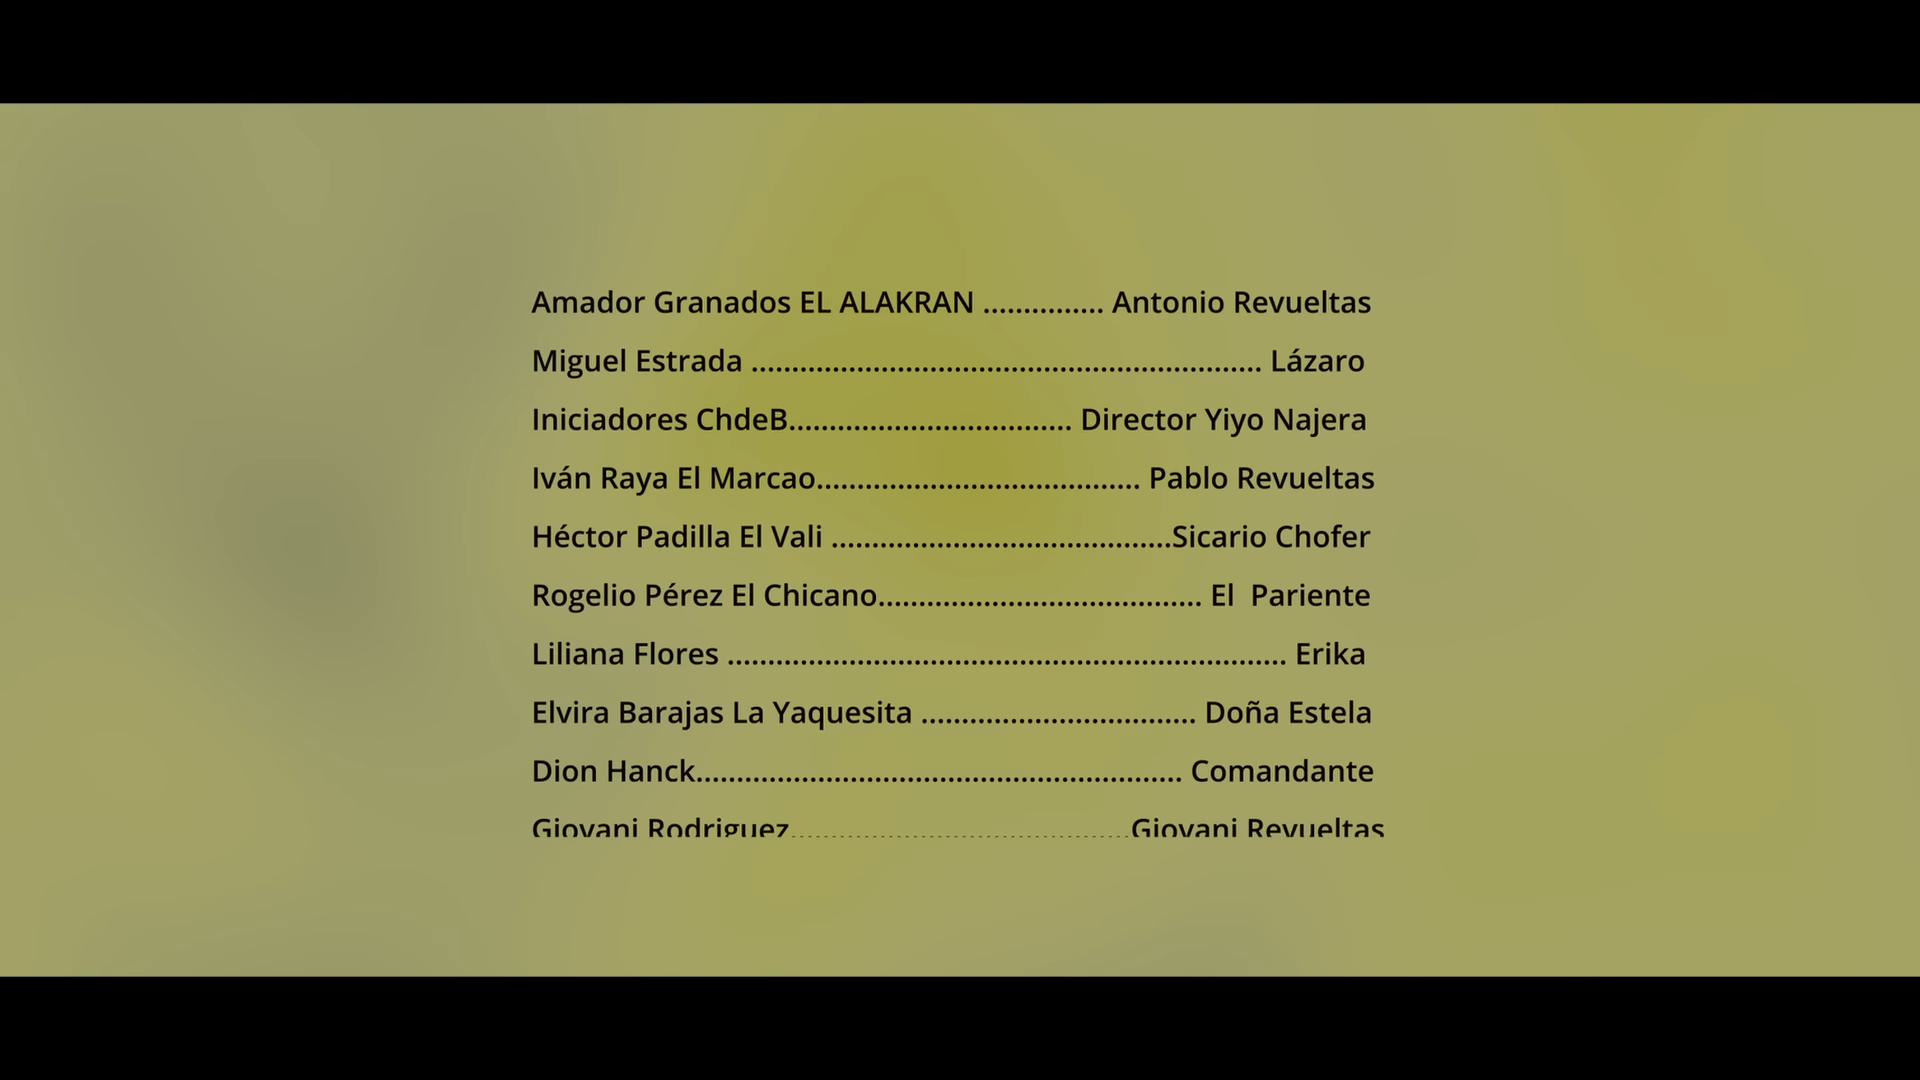 Amador Granados EL ALAKRAN ............... Antonio Revueltas
Miguel Estrada ............................................................... Lázaro
Iniciadores ChdeB................................... Director Yiyo Najera
Iván Raya El Marcao........................................ Pablo Revueltas
Héctor Padilla El Vali ..........................................Sicario Chofer
Rogelio Pérez El Chicano........................................ El  Pariente
Liliana Flores ..................................................................... Erika
Elvira Barajas La Yaquesita .................................. Doña Estela
Dion Hanck............................................................ Comandante
Giovani Rodriguez..........................................Giovani Revueltas